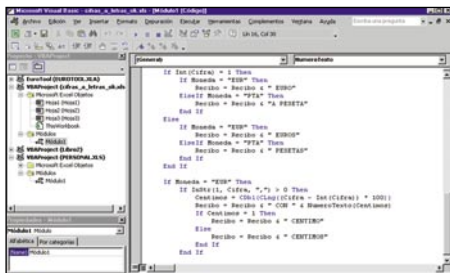 Microsoft Visual Basic - cifras_a_letras_ok.xls - [Módulo1 (Código)]
Archivo Edición Ver Insertar Formato Depuración Ejecutar Herramientas Complementos Ventana Ayuda
Lín 16, Col 30
EuroTool (EUROTOOL.XLA)
VBAProject (cifras_a_letras_ok.xls)
Microsoft Excel Objetos
Hoja1 (Hoja1)
Hoja2 (Hoja2)
Hoja3 (Hoja3)
ThisWorkbook
Módulos
Módulo1
VBAProject (Libro2)
VBAProject (PERSONAL.XLS)
Microsoft Excel Objetos
Módulos
Módulo1
Propiedades - Módulo1
Módulo1 Módulo
Alfabética Por categorías
(Name) Módulo1
(General) NumeroTexto
If Int(Cifra) = 1 Then
If Moneda = "EUR" Then
Recibo = Recibo & " EURO"
ElseIf Moneda = "PTA" Then
Recibo = Recibo & "A PESETA"
End If
Else
If Moneda = "EUR" Then
Recibo = Recibo & " EUROS"
ElseIf Moneda = "PTA" Then
Recibo = Recibo & " PESETAS"
End If
End If
If Moneda = "EUR" Then
If InStr(1, Cifra, ",") > 0 Then
Centimos = CDbl(CLng((Cifra - Int(Cifra)) * 100))
Recibo = Recibo & " CON " & NumeroTexto(Centimos)
If Centimos = 1 Then
Recibo = Recibo & " CENTIMO"
Else
Recibo = Recibo & " CENTIMOS"
End If
End If